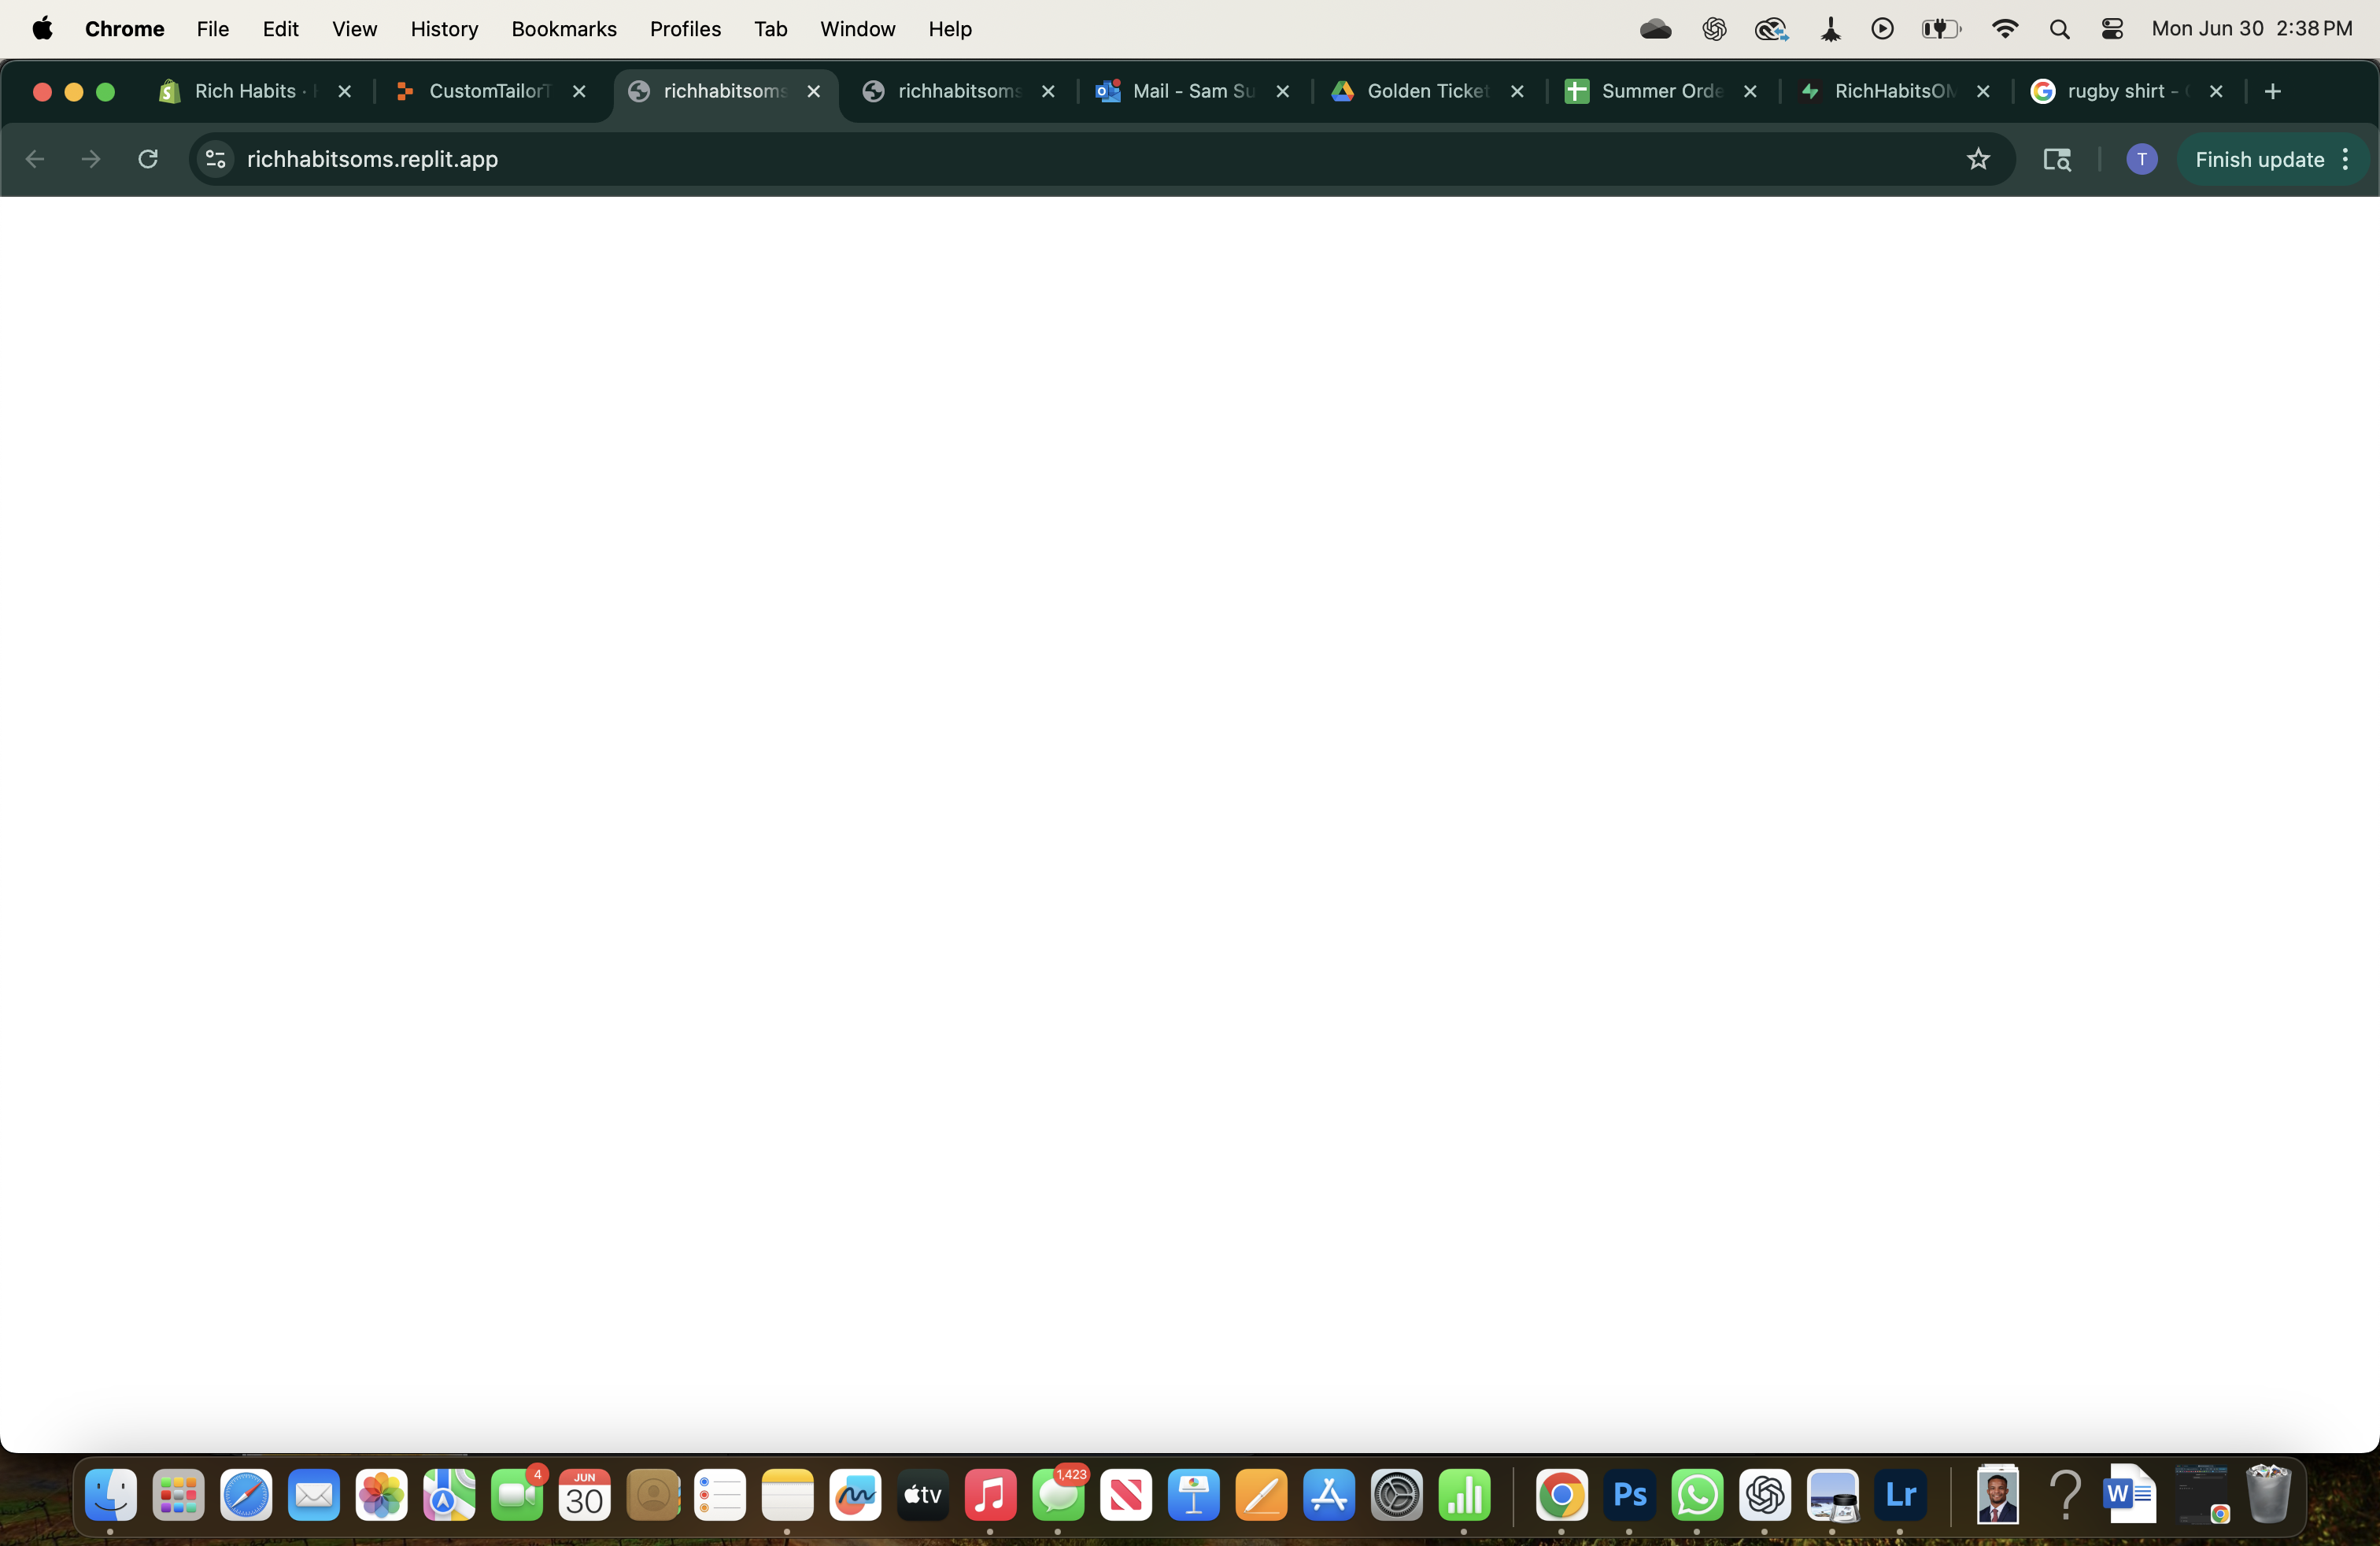 Chrome File Edit View History Bookmarks Profiles Tab Window Help Mon Jun 30 2:38 PM
Rich Habits · CustomTailorT richhabitsoms richhabitsoms Mail - Sam Su Golden Ticket Summer Orde RichHabitsOM rugby shirt -
richhabitsoms.replit.app T Finish update
4 JUN 1,423
30 tv Ps Lr ? W